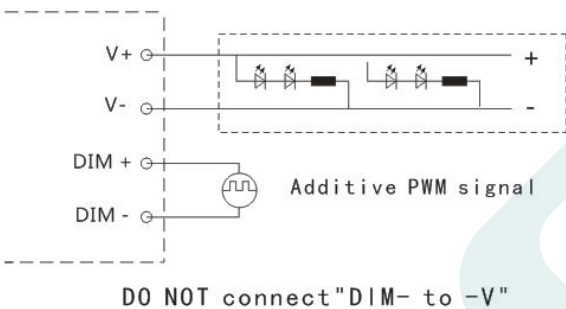 V+
+
V-
-
DIM +
Additive PWM signal
DIM -
DO NOT connect"DIM- to -V"